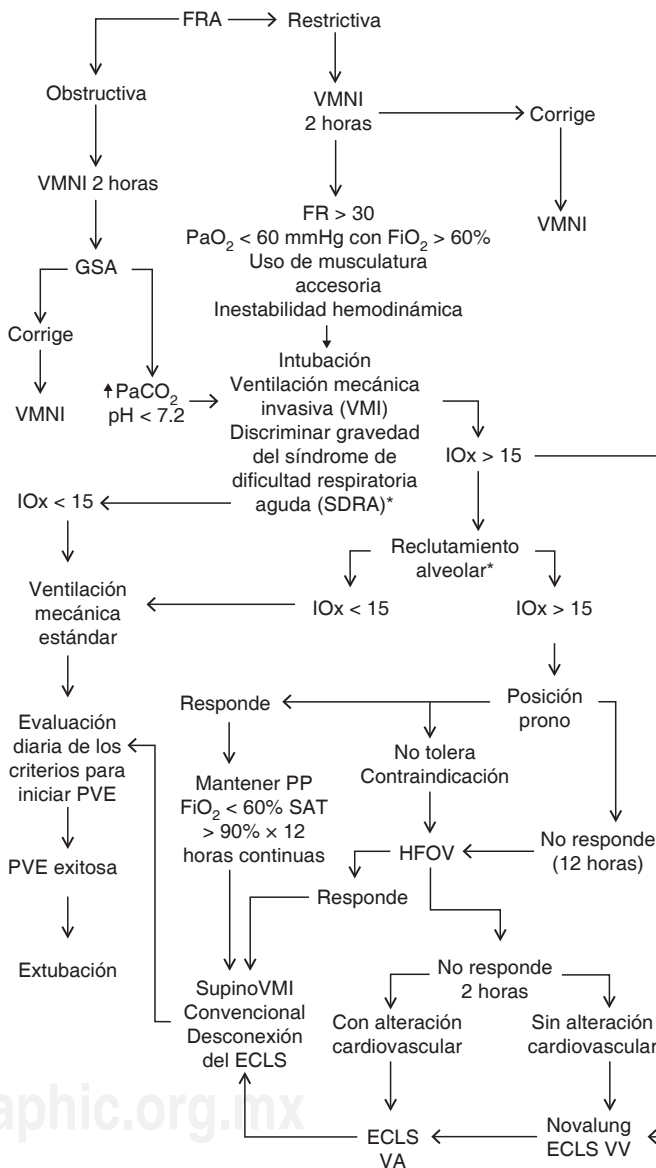 FRA
Restrictiva
Obstructiva
VMNI
2 horas
Corrige
VMNI
VMNI 2 horas
GSA
Corrige
VMNI
↑PaCO₂
pH < 7.2
FR > 30
PaO₂ < 60 mmHg con FiO₂ > 60%
Uso de musculatura
accesoria
Inestabilidad hemodinámica
Intubación
Ventilación mecánica
invasiva (VMI)
Discriminar gravedad
del síndrome de
dificultad respiratoria
aguda (SDRA)*
IOx > 15
IOx < 15
Reclutamiento
alveolar*
IOx < 15
IOx > 15
Ventilación
mecánica
estándar
Posición
prono
Responde
No tolera
Contraindicación
No responde
(12 horas)
Mantener PP
FiO₂ < 60% SAT
> 90% × 12
horas continuas
HFOV
Responde
Evaluación
diaria de los
criterios para
iniciar PVE
PVE exitosa
Extubación
No responde
2 horas
Con alteración
cardiovascular
Sin alteración
cardiovascular
SupinoVMI
Convencional
Desconexión
del ECLS
ECLS
VA
Novalung
ECLS VV
aphic.org.mx